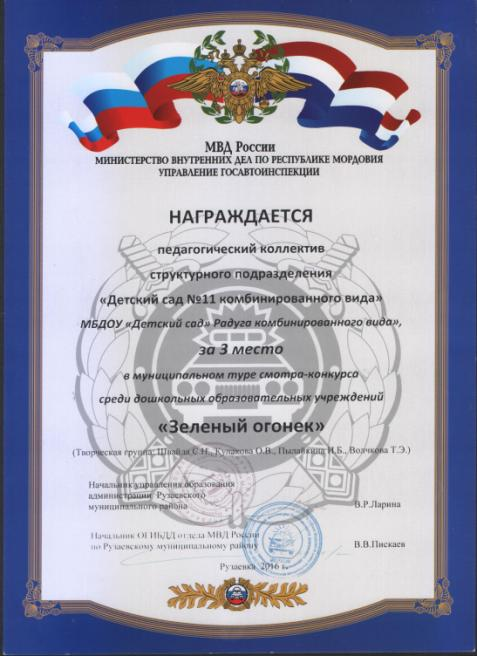 МВД России
МИНИСТЕРСТВО ВНУТРЕННИХ ДЕЛ ПО РЕСПУБЛИКЕ МОРДОВИЯ
УПРАВЛЕНИЕ ГОСАВТОИНСПЕКЦИИ
НАГРАЖДАЕТСЯ
педагогический коллектив
структурного подразделения
«Детский сад №11 комбинированного вида»
МБДОУ «Детский сад» Радуга комбинированного вида»,
за 3 место
в муниципальном туре смотра-конкурса
среди дошкольных образовательных учреждений
«Зеленый огонек»
(Творческая группа: Швайда С.Н., Кулакова О.В., Пылайкина И.Б., Водчкова Т.Э.)
Начальник управления образования
администрации Рузаевского
муниципального района В.Р.Ларина
Начальник ОГИБДД отдела МВД России
по Рузаевскому муниципальному району В.В.Пискаев
Рузаевка 2016 г.